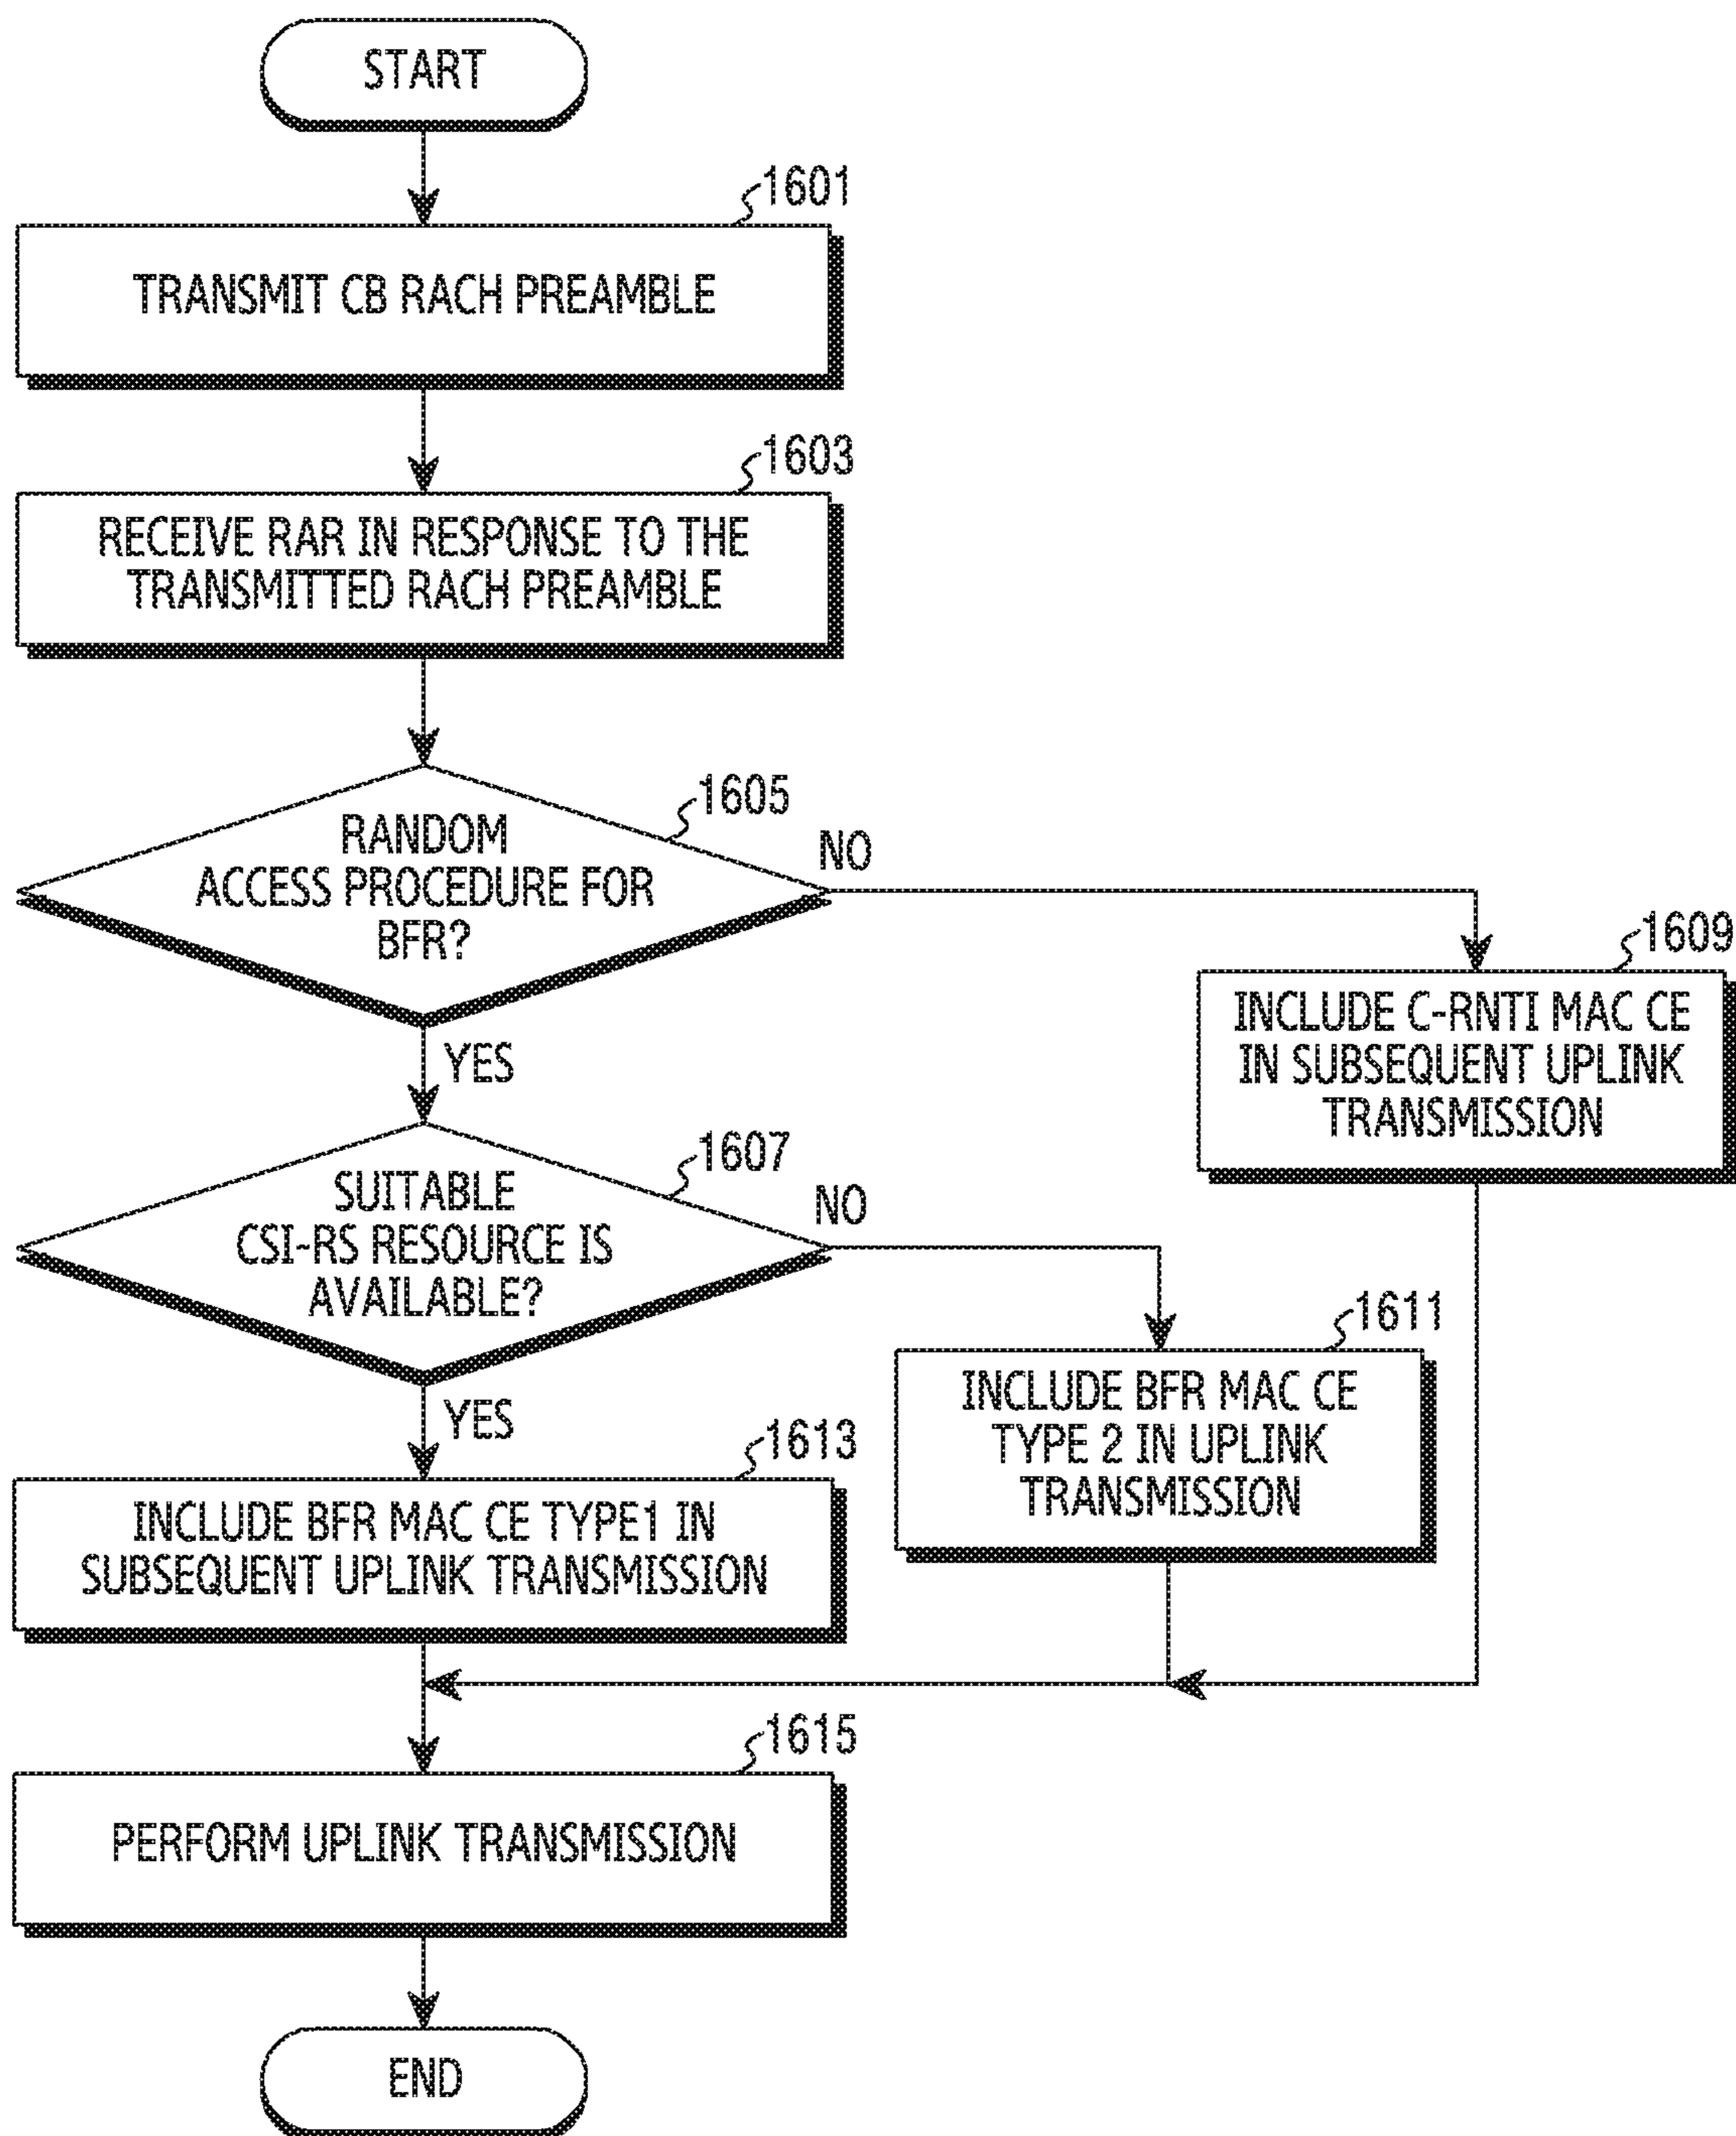 START
1601
TRANSMIT CB RACH PREAMBLE
1603
RECEIVE RAR IN RESPONSE TO THE
TRANSMITTED RACH PREAMBLE
1605
RANDOM
ACCESS PROCEDURE FOR
BFR?
NO
YES
1609
INCLUDE C-RNTI MAC CE
IN SUBSEQUENT UPLINK
TRANSMISSION
1607
SUITABLE
CSI-RS RESOURCE IS
AVAILABLE?
NO
YES
1611
INCLUDE BFR MAC CE
TYPE 2 IN UPLINK
TRANSMISSION
1613
INCLUDE BFR MAC CE TYPE1 IN
SUBSEQUENT UPLINK TRANSMISSION
1615
PERFORM UPLINK TRANSMISSION
END